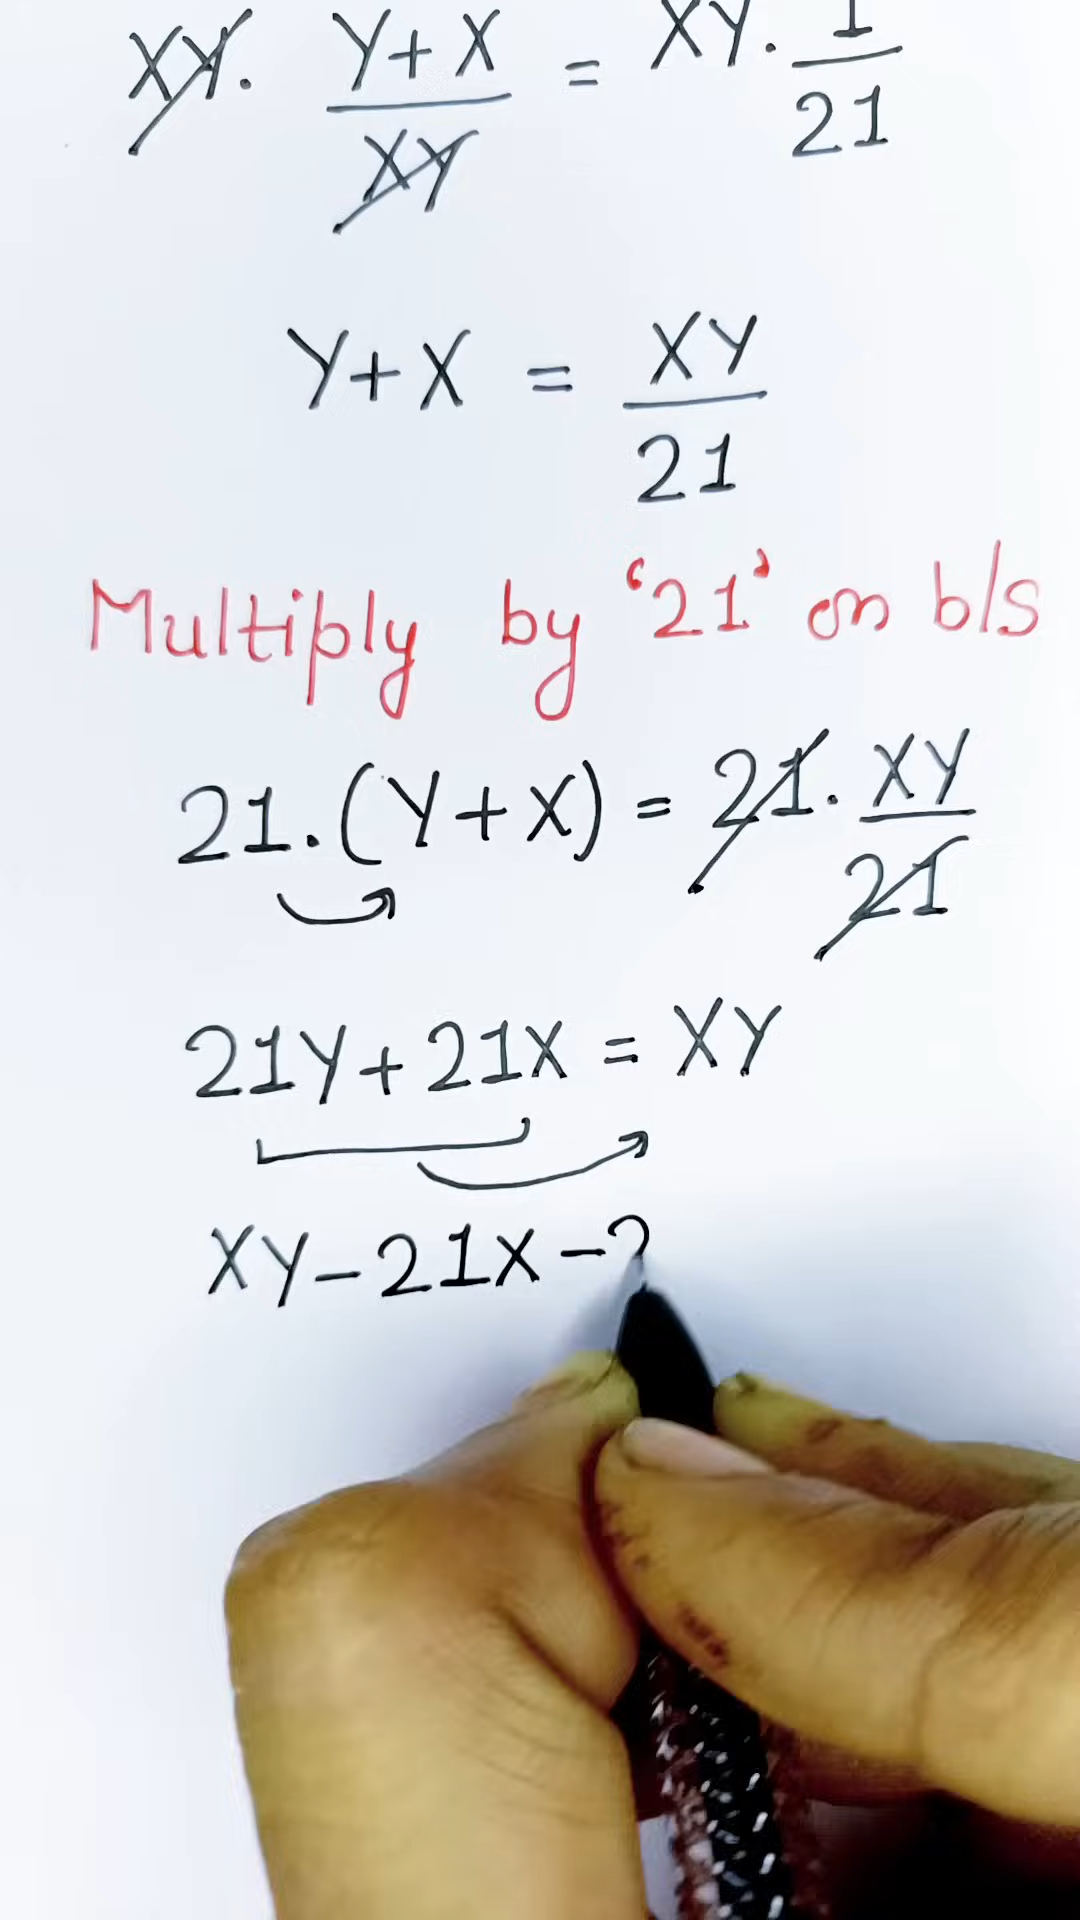 XY. Y+X/XY = XY. 1/21
Y+X = XY/21
Multiply by '21' on b/s
21.(Y+X) = 21. XY/21
21Y+21X = XY
XY-21X-2